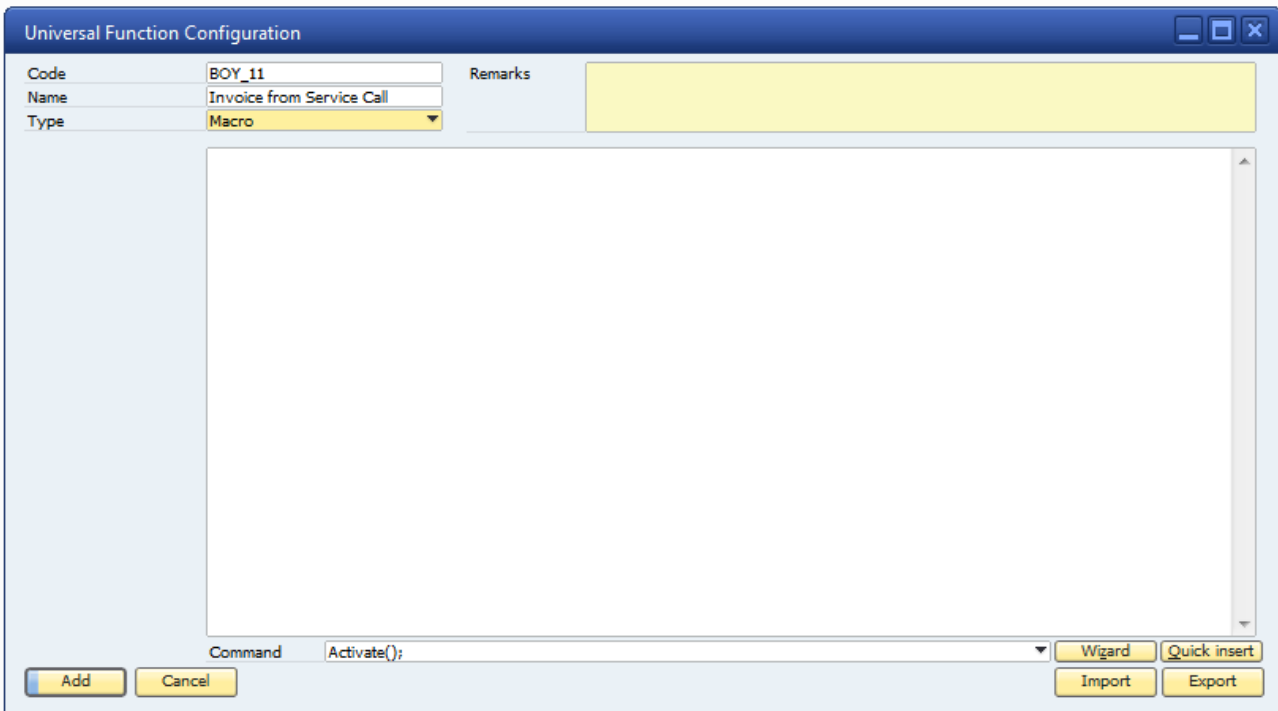 Universal Function Configuration
Code BOY_11 Remarks
Name Invoice from Service Call
Type Macro
Command Activate(); Wizard Quick insert
Add Cancel Import Export